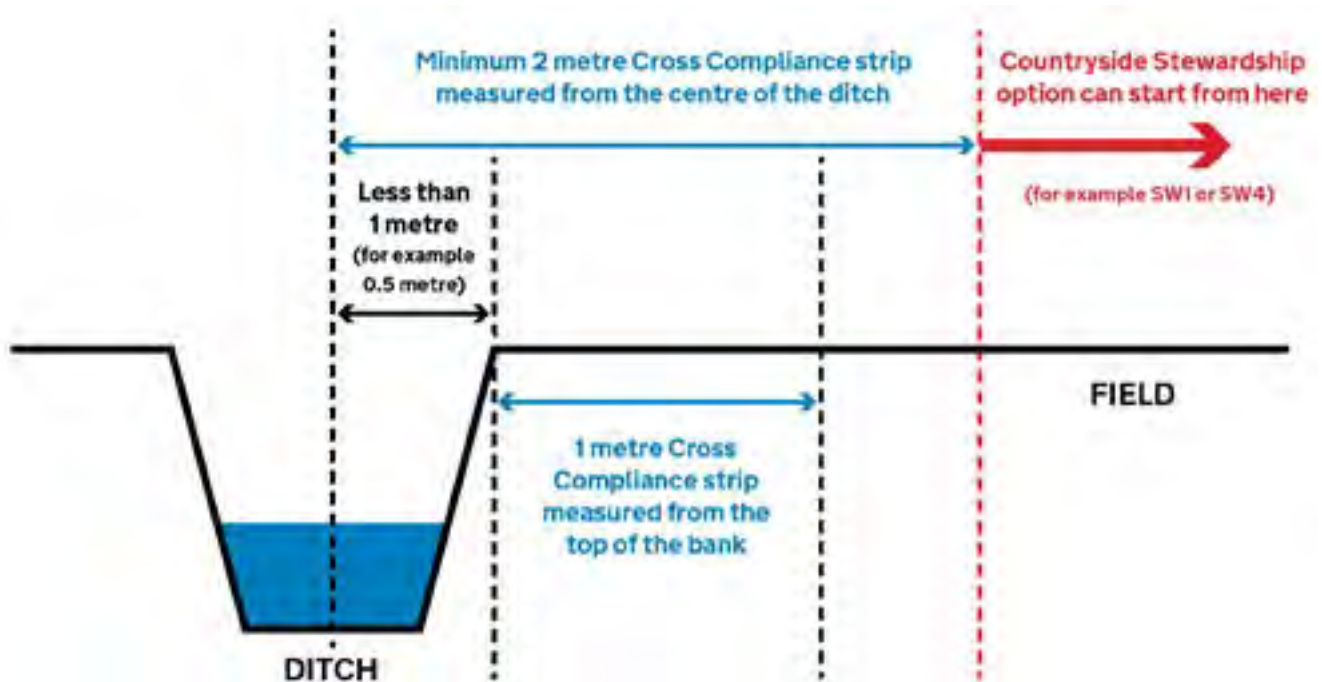 Minimum 2 metre Cross Compliance strip
measured from the centre of the ditch
Countryside Stewardship
option can start from here
(for example SW1 or SW4)
Less than
1 metre
(for example
0.5 metre)
FIELD
1 metre Cross
Compliance strip
measured from the
top of the bank
DITCH